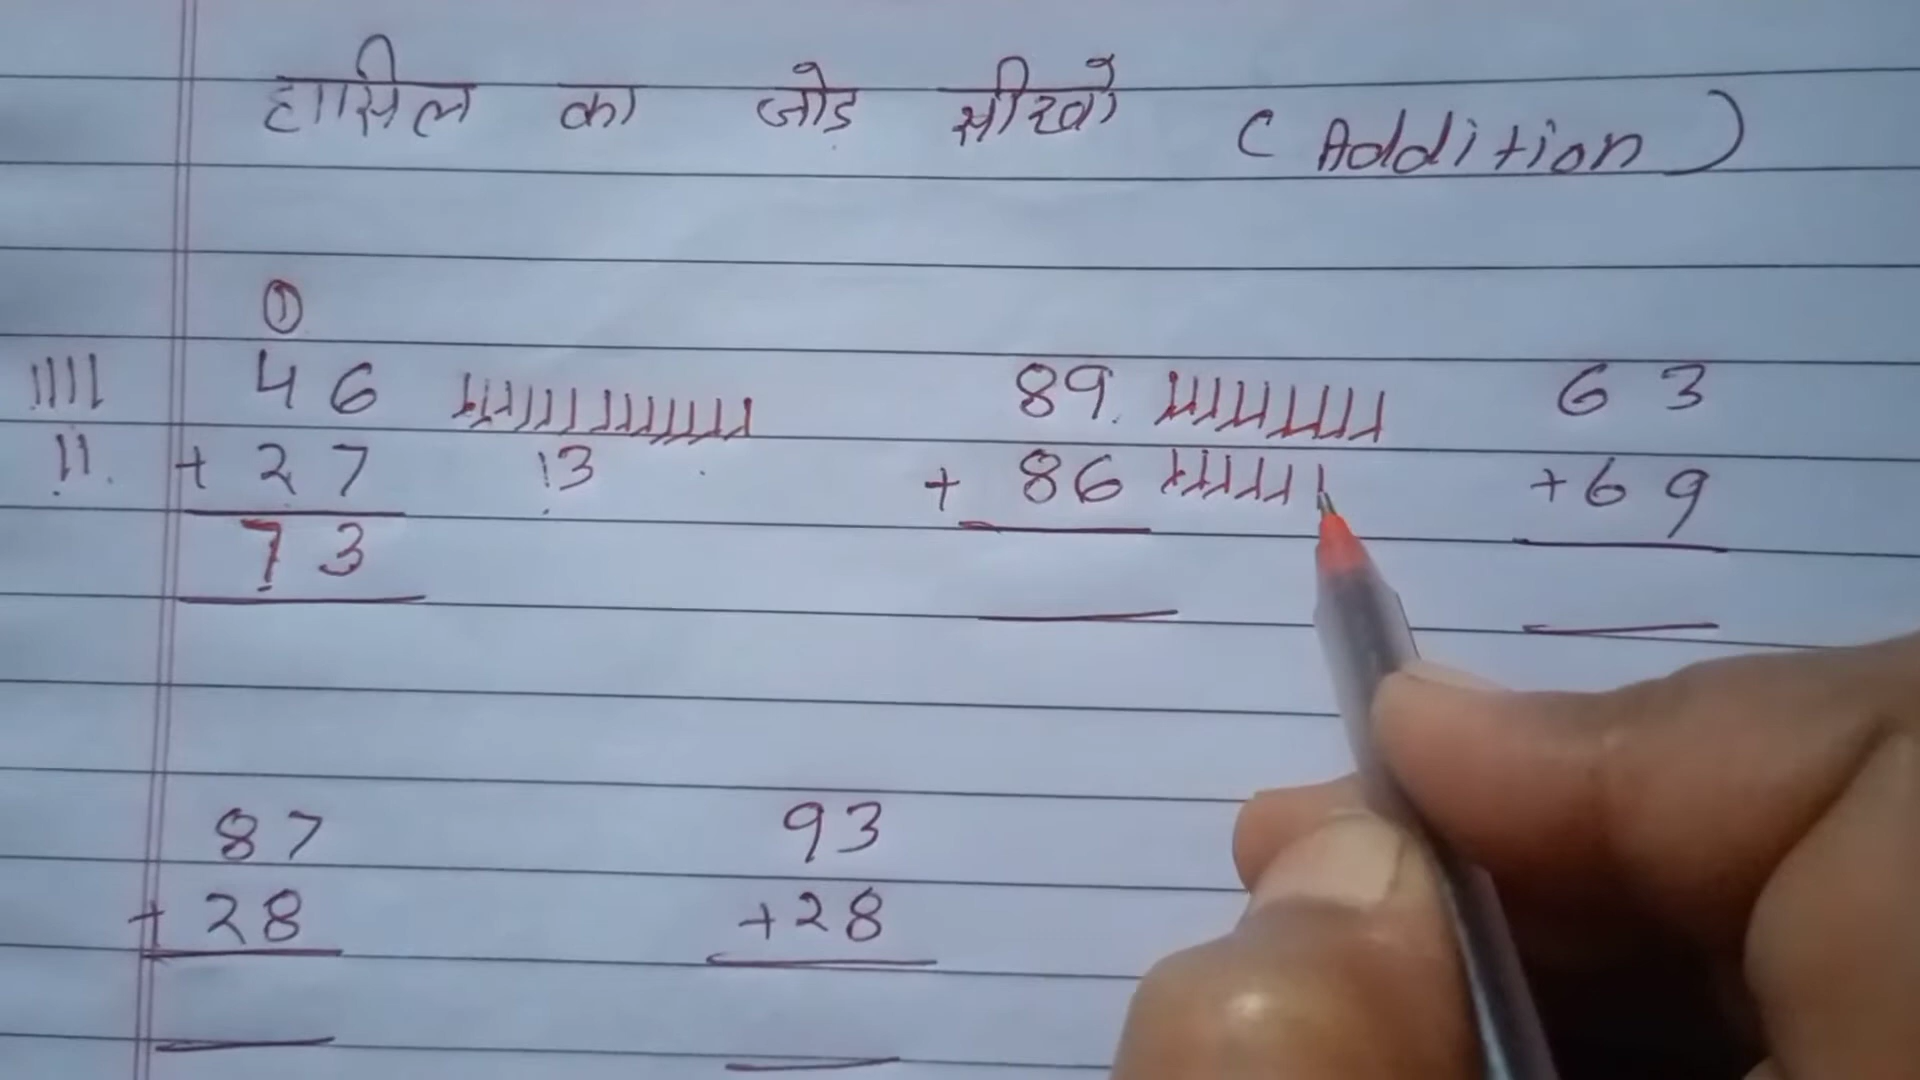 हासिल का जोड़ सीखो (Addition)
1
46 89. 63
+ 27 13 + 86 +69
73
87 93
+ 28 +28